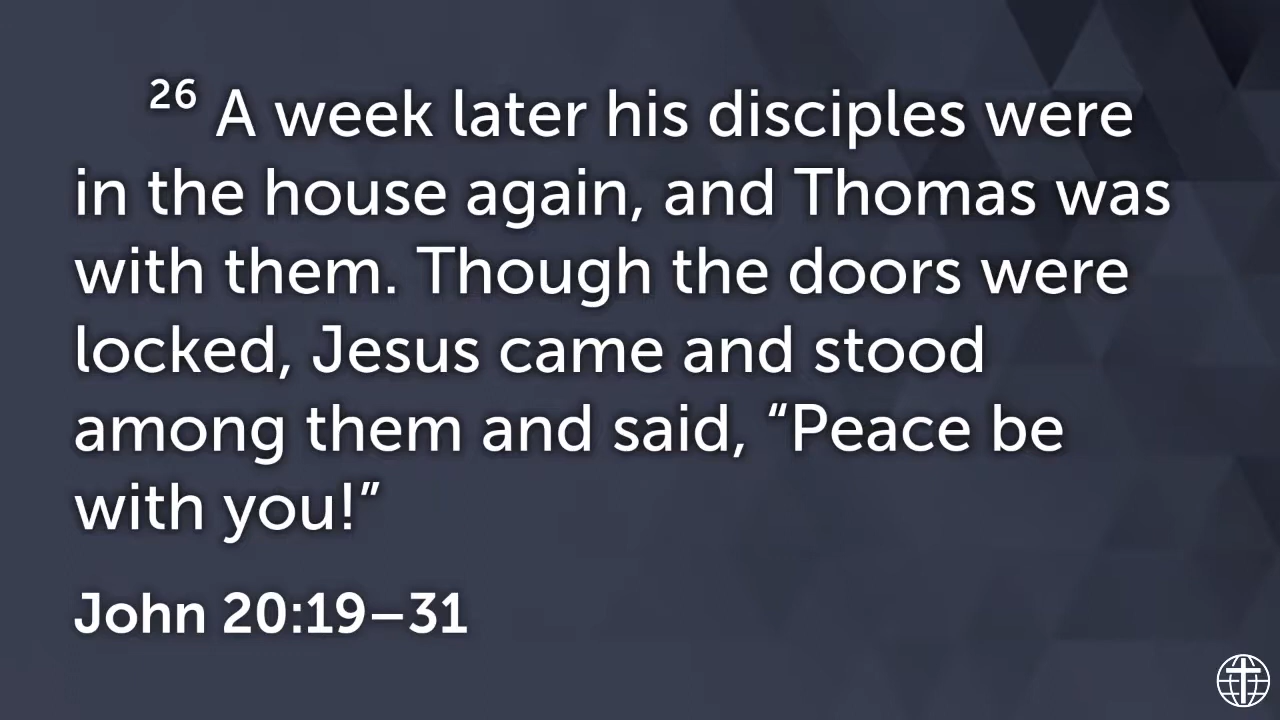 26 A week later his disciples were
in the house again, and Thomas was
with them. Though the doors were
locked, Jesus came and stood
among them and said, “Peace be
with you!”
John 20:19–31